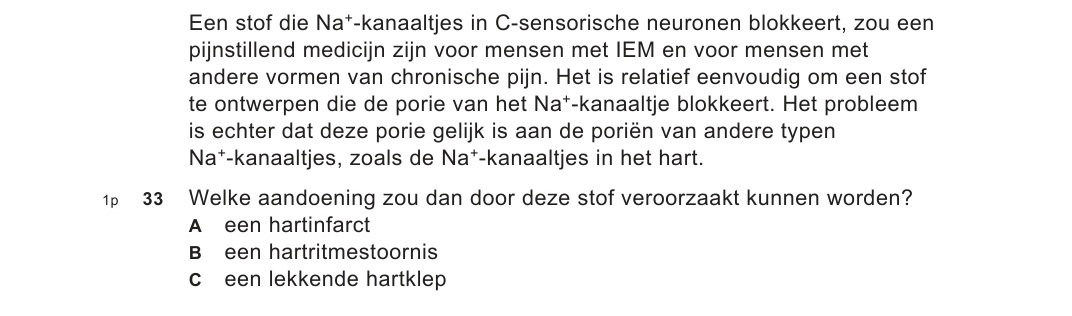 Een stof die Na⁺-kanaaltjes in C-sensorische neuronen blokkeert, zou een
pijnstillend medicijn zijn voor mensen met IEM en voor mensen met
andere vormen van chronische pijn. Het is relatief eenvoudig om een stof
te ontwerpen die de porie van het Na⁺-kanaaltje blokkeert. Het probleem
is echter dat deze porie gelijk is aan de poriën van andere typen
Na⁺-kanaaltjes, zoals de Na⁺-kanaaltjes in het hart.
1p 33 Welke aandoening zou dan door deze stof veroorzaakt kunnen worden?
A een hartinfarct
B een hartritmestoornis
C een lekkende hartklep